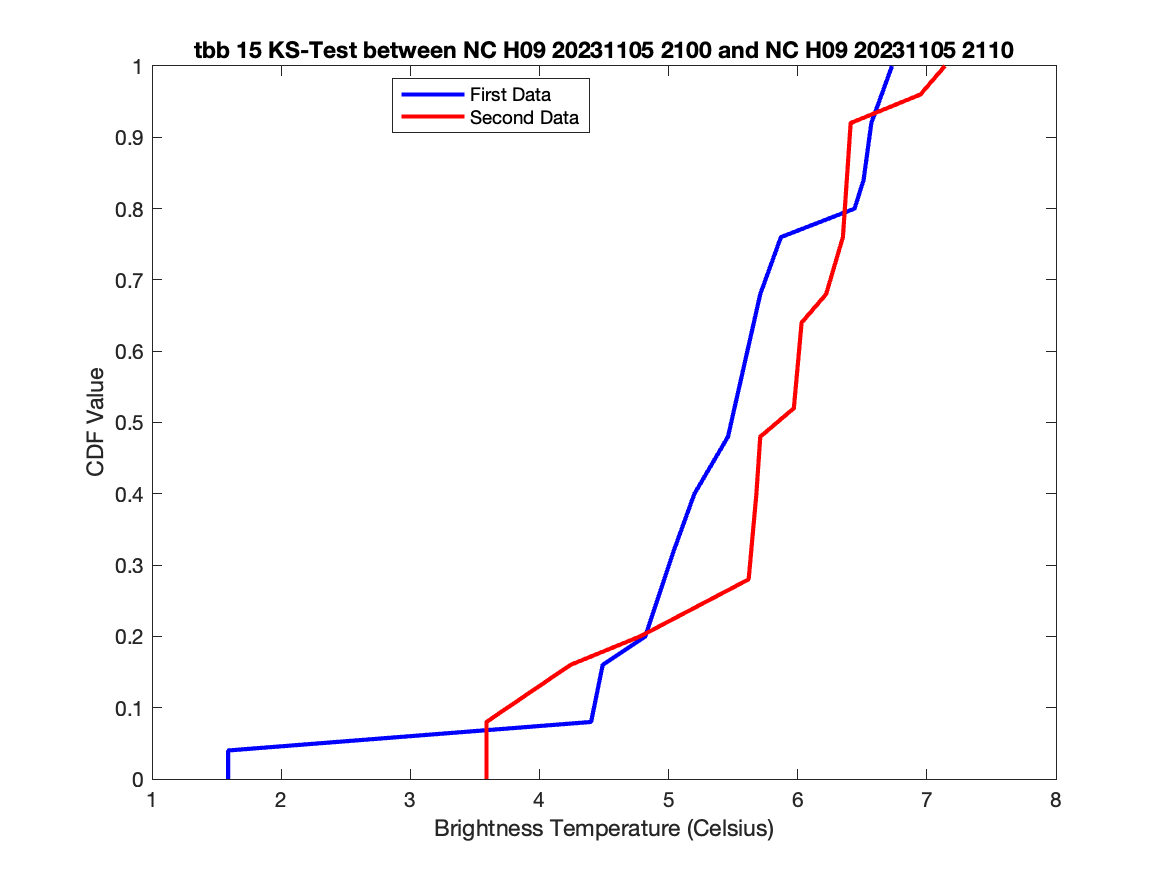 tbb 15 KS-Test between NC H09 20231105 2100 and NC H09 20231105 2110
First Data
Second Data
1
0.9
0.8
0.7
0.6
0.5
0.4
0.3
0.2
0.1
0
CDF Value
1 2 3 4 5 6 7 8
Brightness Temperature (Celsius)